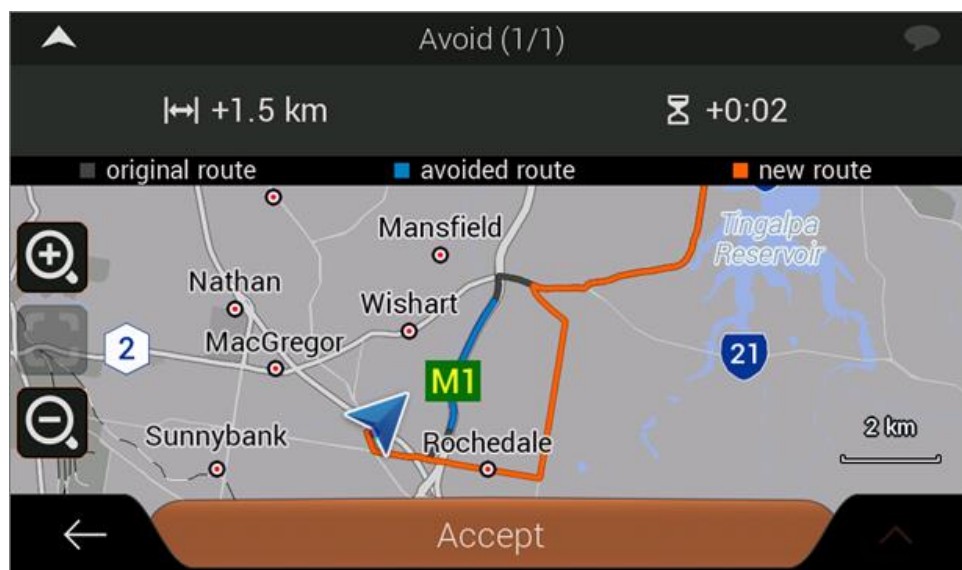 Avoid (1/1)
+1.5 km
+0:02
original route
avoided route
new route
Mansfield
Tingalpa
Reservoir
Nathan
Wishart
2
MacGregor
21
M1
2 km
Sunnybank
Rochedale
Accept